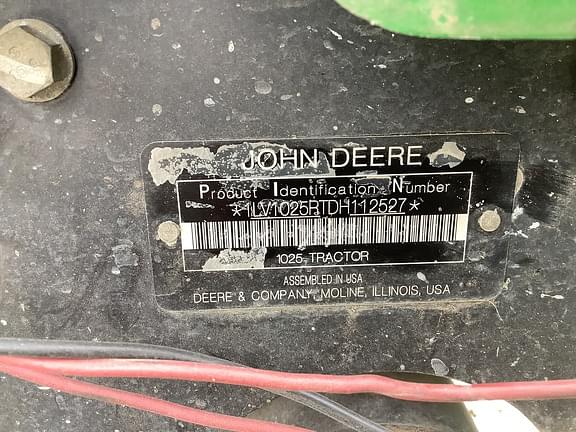 JOHN DEERE
Product Identification Number
*1LV1025RTDH112527*
1025 TRACTOR
ASSEMBLED IN USA
DEERE & COMPANY MOLINE, ILLINOIS, USA